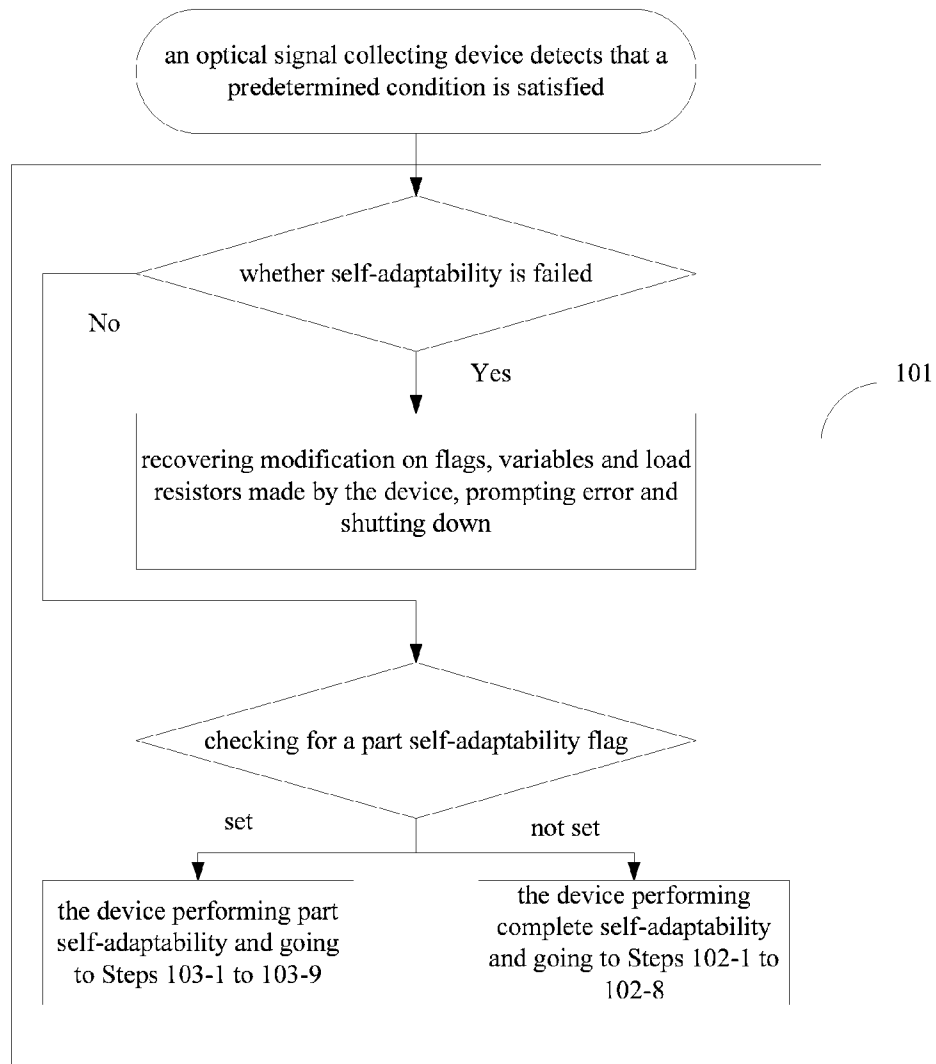 an optical signal collecting device detects that a
predetermined condition is satisfied
whether self-adaptability is failed
No
Yes
101
recovering modification on flags, variables and load
resistors made by the device, prompting error and
shutting down
checking for a part self-adaptability flag
set
not set
the device performing part
self-adaptability and going
to Steps 103-1 to 103-9
the device performing
complete self-adaptability
and going to Steps 102-1 to
102-8